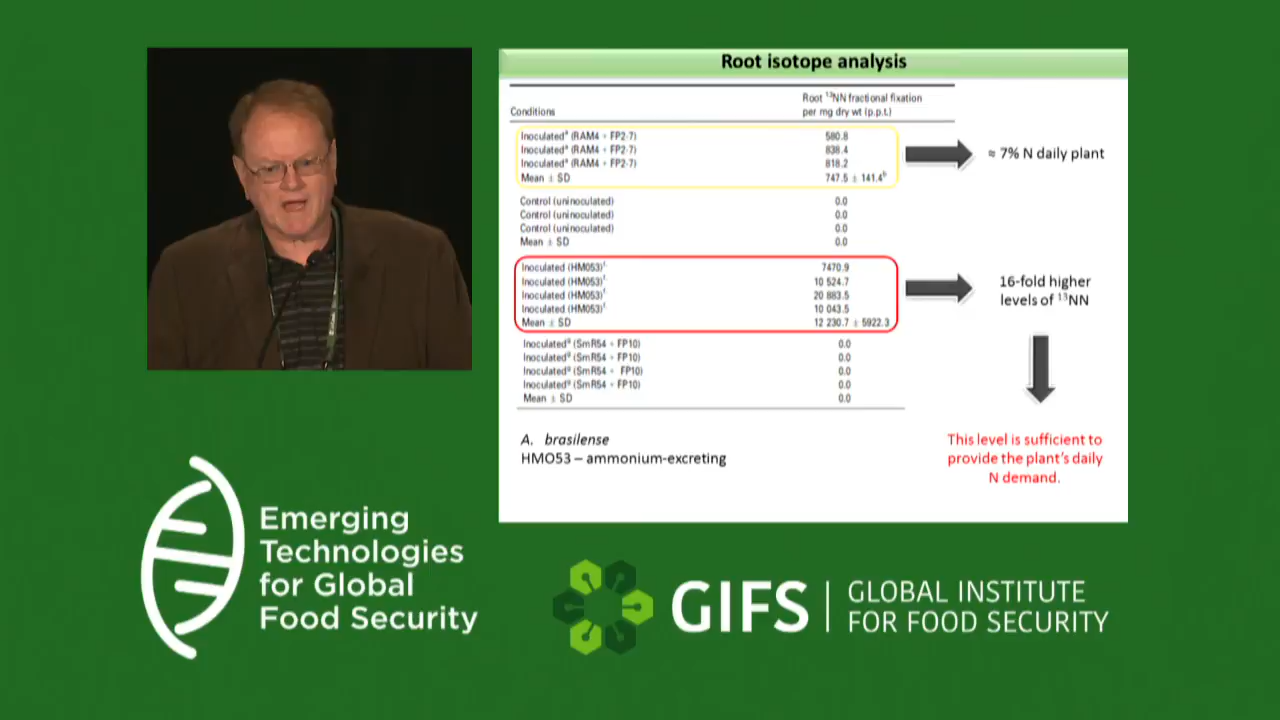 Root isotope analysis
Conditions
Root ¹³NN fractional fixation
per mg dry wt (p.p.t.)
Inoculatedᵃ (RAM4 + FP2-7) 580.8
Inoculatedᵃ (RAM4 + FP2-7) 838.4
Inoculatedᵃ (RAM4 + FP2-7) 818.2
Mean ± SD 747.5 ± 141.4ᵇ
≈ 7% N daily plant
Control (uninoculated) 0.0
Control (uninoculated) 0.0
Control (uninoculated) 0.0
Mean ± SD 0.0
Inoculated (HM053)ᶠ 7470.9
Inoculated (HM053)ᶠ 10 524.7
Inoculated (HM053)ᶠ 20 883.5
Inoculated (HM053)ᶠ 10 043.5
Mean ± SD 12 230.7 ± 5922.3
16-fold higher
levels of ¹³NN
Inoculatedᵍ (SmR54 + FP10) 0.0
Inoculatedᵍ (SmR54 + FP10) 0.0
Inoculatedᵍ (SmR54 + FP10) 0.0
Inoculatedᵍ (SmR54 + FP10) 0.0
Mean ± SD 0.0
A. brasilense
HMO53 – ammonium-excreting
This level is sufficient to
provide the plant's daily
N demand.
Emerging
Technologies
for Global
Food Security
GIFS
GLOBAL INSTITUTE
FOR FOOD SECURITY